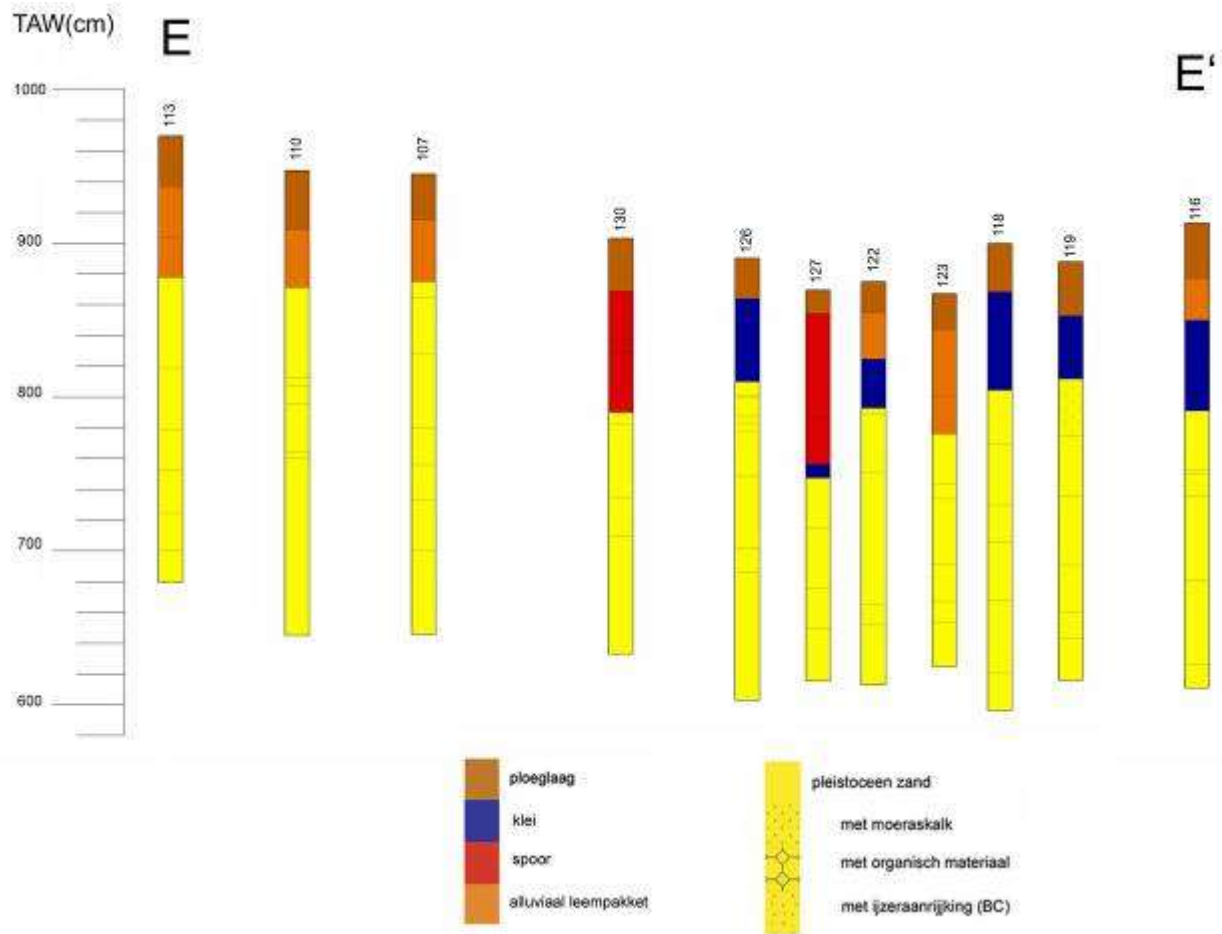 TAW(cm)
E
E'
1000
900
800
700
600
113
110
107
130
126
127
122
123
118
119
116
ploeglaag
klei
spoor
alluviaal leempakket
pleistoceen zand
met moeraskalk
met organisch materiaal
met ijzeraanrijking (BC)